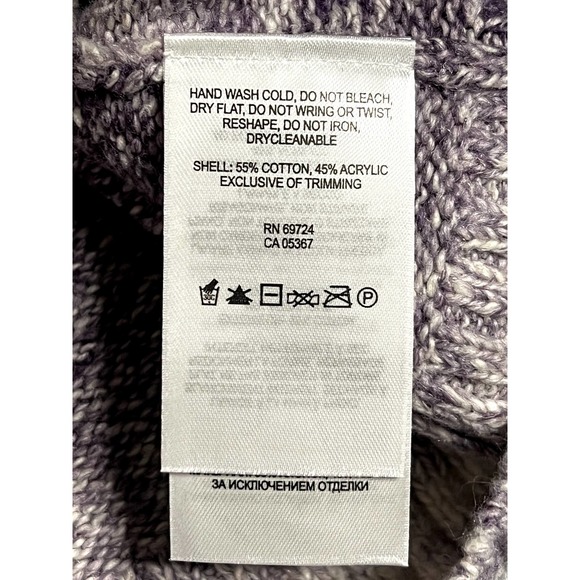 HAND WASH COLD, DO NOT BLEACH,
DRY FLAT, DO NOT WRING OR TWIST,
RESHAPE, DO NOT IRON,
DRYCLEANABLE
SHELL: 55% COTTON, 45% ACRYLIC
EXCLUSIVE OF TRIMMING
RN 69724
CA 05367
P
ЗА ИСКЛЮЧЕНИЕМ ОТДЕЛКИ